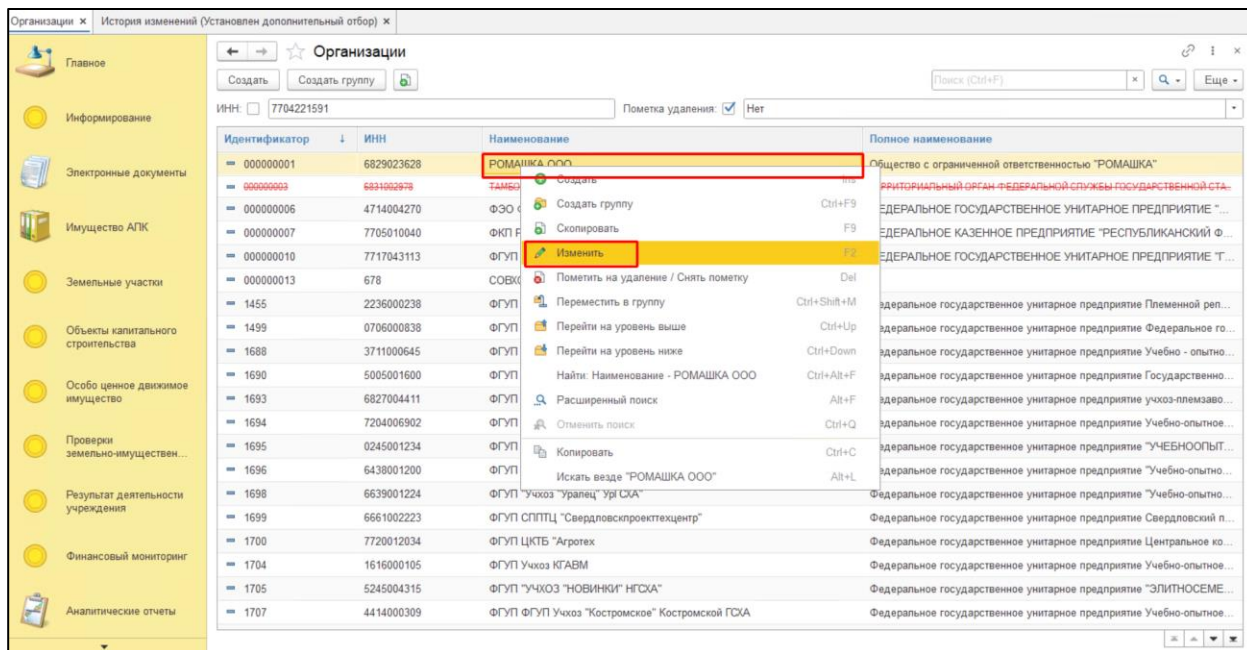 Организации × История изменений (Установлен дополнительный отбор) ×
Главное
Информирование
Электронные документы
Имущество АПК
Земельные участки
Объекты капитального
строительства
Особо ценное движимое
имущество
Проверки
земельно-имуществен...
Результат деятельности
учреждения
Финансовый мониторинг
Аналитические отчеты
Организации
Создать Создать группу Поиск (Ctrl+F) × Еще
ИНН: 7704221591 Пометка удаления: Нет
Идентификатор ↓ ИНН Наименование Полное наименование
000000001 6829023628 РОМАШКА ООО Общество с ограниченной ответственностью "РОМАШКА"
000000003 6831002978 ТАМБО РРИТОРИАЛЬНЫЙ ОРГАН ФЕДЕРАЛЬНОЙ СЛУЖБЫ ГОСУДАРСТВЕННОЙ СТА...
000000006 4714004270 ФЭО ЕДЕРАЛЬНОЕ ГОСУДАРСТВЕННОЕ УНИТАРНОЕ ПРЕДПРИЯТИЕ "...
000000007 7705010040 ФКП ЕДЕРАЛЬНОЕ КАЗЕННОЕ ПРЕДПРИЯТИЕ "РЕСПУБЛИКАНСКИЙ Ф...
000000010 7717043113 ФГУП ЕДЕРАЛЬНОЕ ГОСУДАРСТВЕННОЕ УНИТАРНОЕ ПРЕДПРИЯТИЕ "Г...
000000013 678 СОВХО
1455 2236000238 ФГУП едеральное государственное унитарное предприятие Племенной реп...
1499 0706000838 ФГУП едеральное государственное унитарное предприятие Федеральное го...
1688 3711000645 ФГУП едеральное государственное унитарное предприятие Учебно - опытно...
1690 5005001600 ФГУП едеральное государственное унитарное предприятие Государственно...
1693 6827004411 ФГУП едеральное государственное унитарное предприятие учхоз-племзаво...
1694 7204006902 ФГУП едеральное государственное унитарное предприятие Учебно-опытное...
1695 0245001234 ФГУП едеральное государственное унитарное предприятие "УЧЕБНООПЫТ...
1696 6438001200 ФГУП едеральное государственное унитарное предприятие "Учебно-опытно...
1698 6639001224 ФГУП "Учхоз "Уралец" УрГСХА" Федеральное государственное унитарное предприятие "Учебно-опытно...
1699 6661002223 ФГУП СППТЦ "Свердловскпроекттехцентр" Федеральное государственное унитарное предприятие Свердловский п...
1700 7720012034 ФГУП ЦКТБ "Агротех Федеральное государственное унитарное предприятие Центральное ко...
1704 1616000105 ФГУП Учхоз КГАВМ Федеральное государственное унитарное предприятие Учебно-опытное...
1705 5245004315 ФГУП "УЧХОЗ "НОВИНКИ" НГСХА" Федеральное государственное унитарное предприятие "ЭЛИТНОСЕМЕ...
1707 4414000309 ФГУП ФГУП Учхоз "Костромское" Костромской ГСХА Федеральное государственное унитарное предприятие Учебно-опытное...
Создать Ins
Создать группу Ctrl+F9
Скопировать F9
Изменить F2
Пометить на удаление / Снять пометку Del
Переместить в группу Ctrl+Shift+M
Перейти на уровень выше Ctrl+Up
Перейти на уровень ниже Ctrl+Down
Найти: Наименование - РОМАШКА ООО Ctrl+Alt+F
Расширенный поиск Alt+F
Отменить поиск Ctrl+Q
Копировать Ctrl+C
Искать везде "РОМАШКА ООО" Alt+L